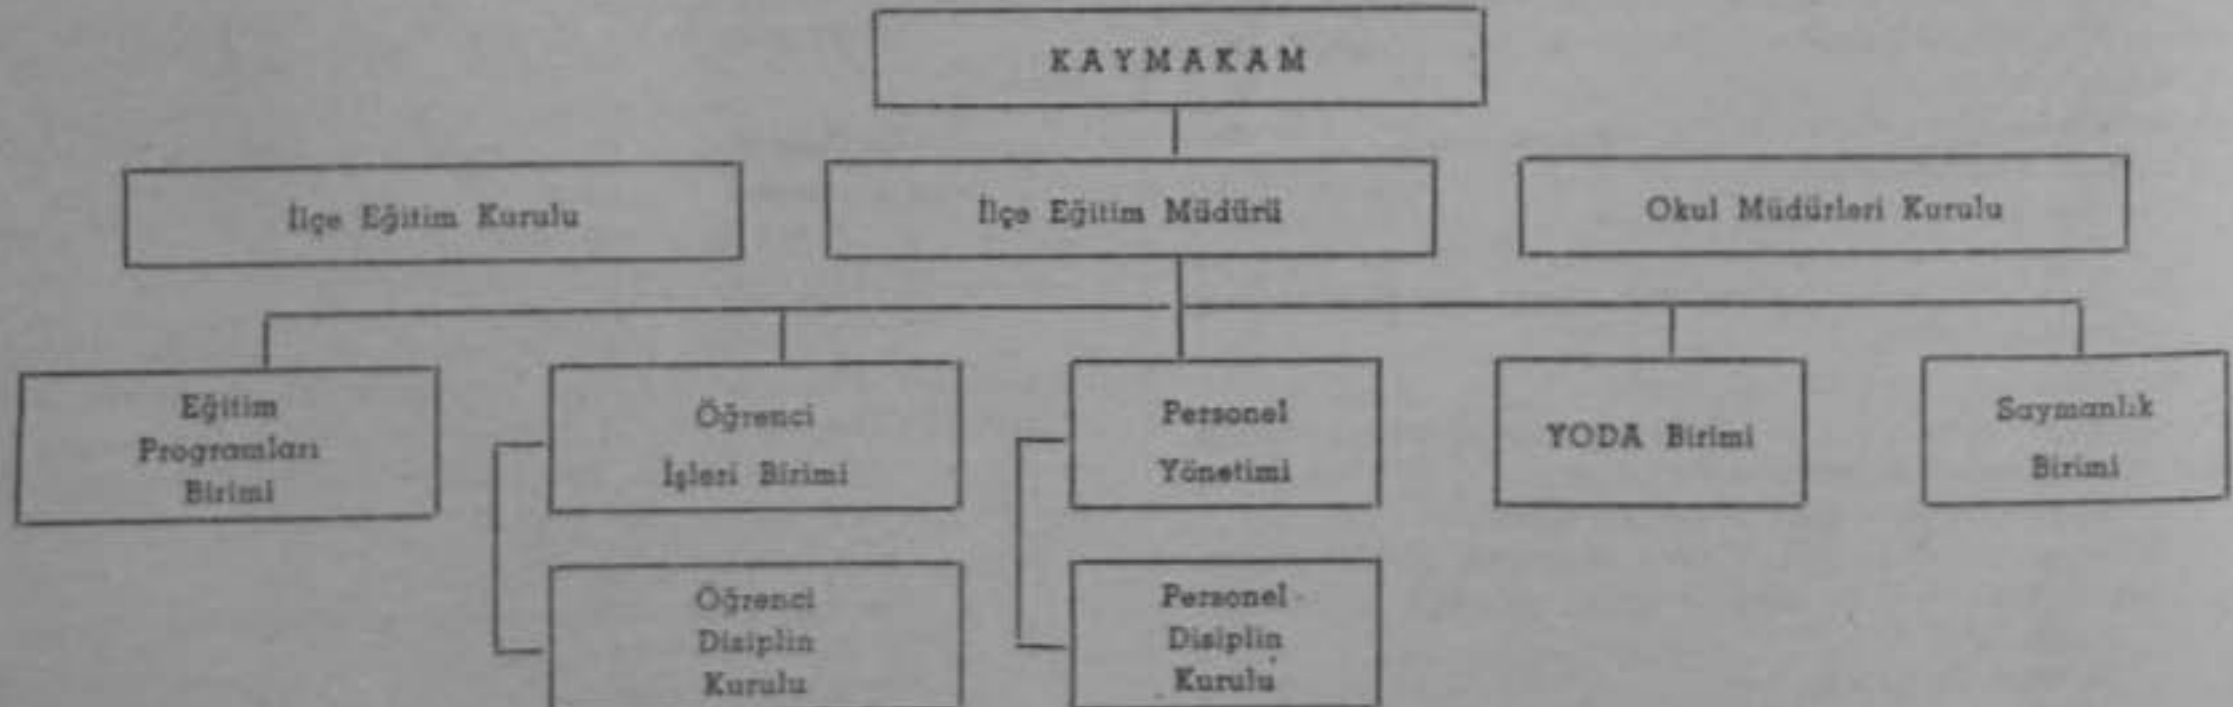 KAYMAKAM
İlçe Eğitim Kurulu
İlçe Eğitim Müdürü
Okul Müdürleri Kurulu
Eğitim
Programları
Birimi
Öğrenci
İşleri Birimi
Personel
Yönetimi
YODA Birimi
Saymanlık
Birimi
Öğrenci
Disiplin
Kurulu
Personel
Disiplin
Kurulu